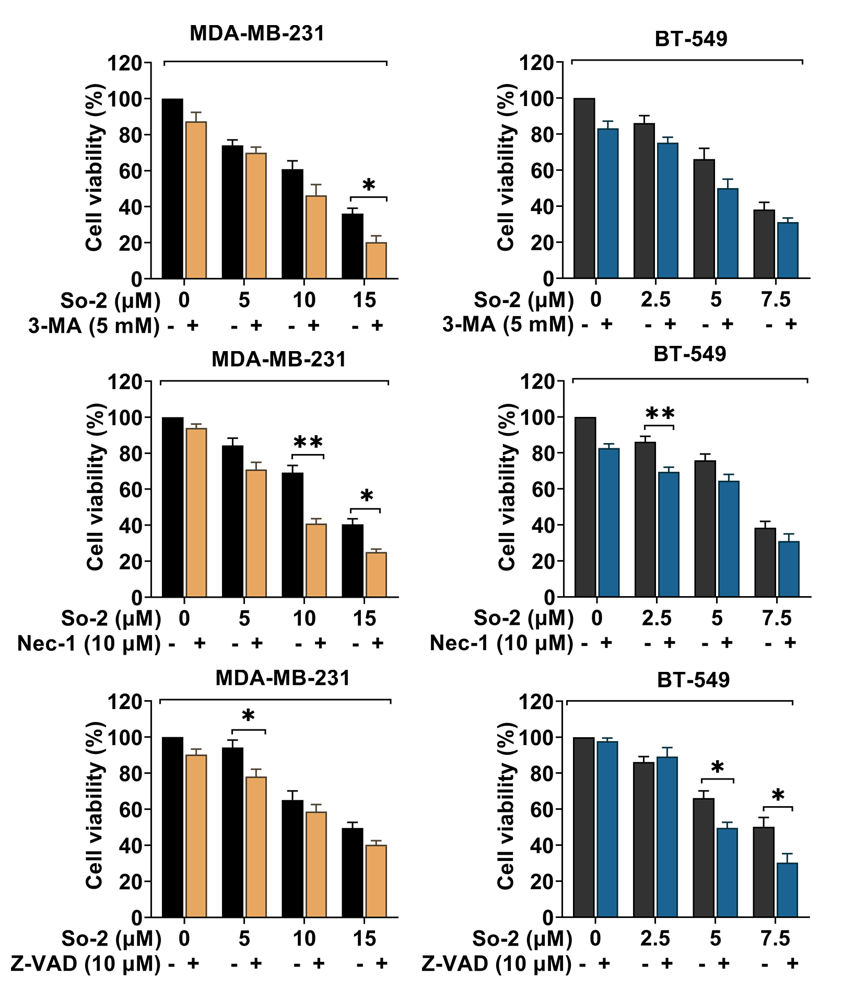 MDA-MB-231
120
100
80
60
40
20
0
Cell viability (%)
*
So-2 (µM) 0 5 10 15
3-MA (5 mM) - + - + - + - +
BT-549
120
100
80
60
40
20
0
Cell viability (%)
So-2 (µM) 0 2.5 5 7.5
3-MA (5 mM) - + - + - + - +
MDA-MB-231
120
100
80
60
40
20
0
Cell viability (%)
**
*
So-2 (µM) 0 5 10 15
Nec-1 (10 µM) - + - + - + - +
BT-549
120
100
80
60
40
20
0
Cell viability (%)
**
So-2 (µM) 0 2.5 5 7.5
Nec-1 (10 µM) - + - + - + - +
MDA-MB-231
120
100
80
60
40
20
0
Cell viability (%)
*
So-2 (µM) 0 5 10 15
Z-VAD (10 µM) - + - + - + - +
BT-549
120
100
80
60
40
20
0
Cell viability (%)
*
*
So-2 (µM) 0 2.5 5 7.5
Z-VAD (10 µM) - + - + - + - +